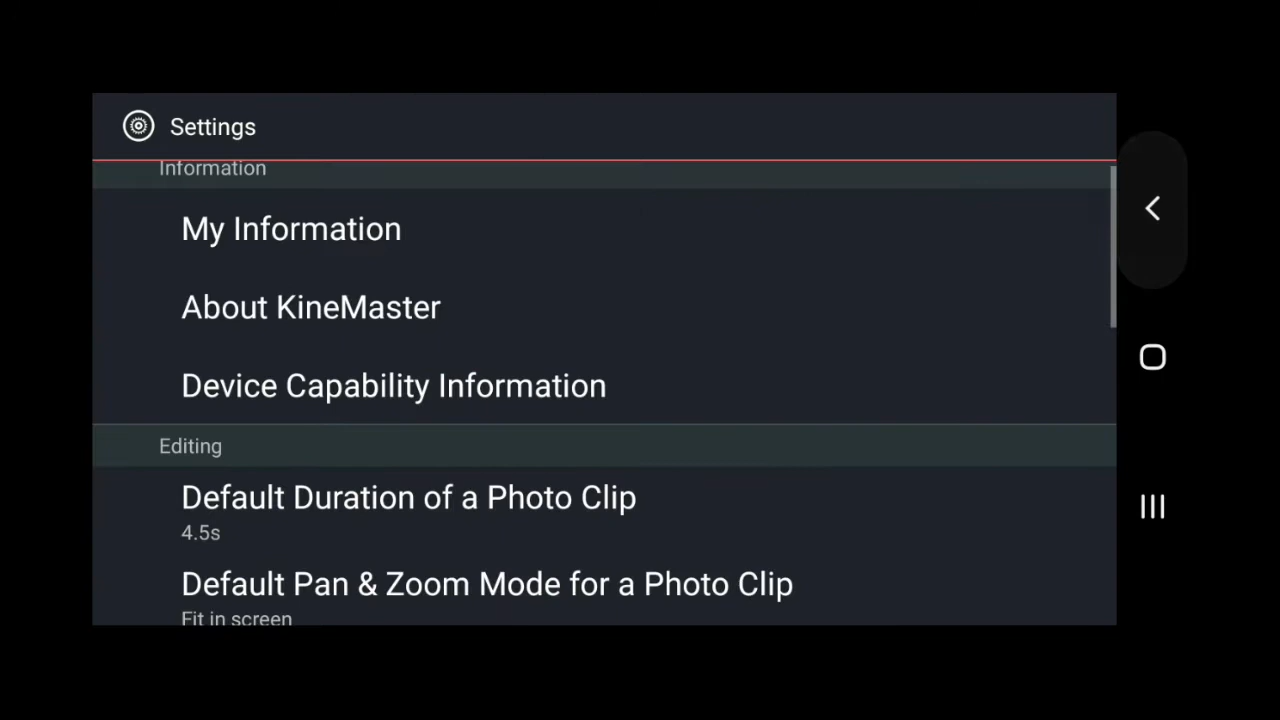 Settings
Information
My Information
About KineMaster
Device Capability Information
Editing
Default Duration of a Photo Clip
4.5s
Default Pan & Zoom Mode for a Photo Clip
Fit in screen